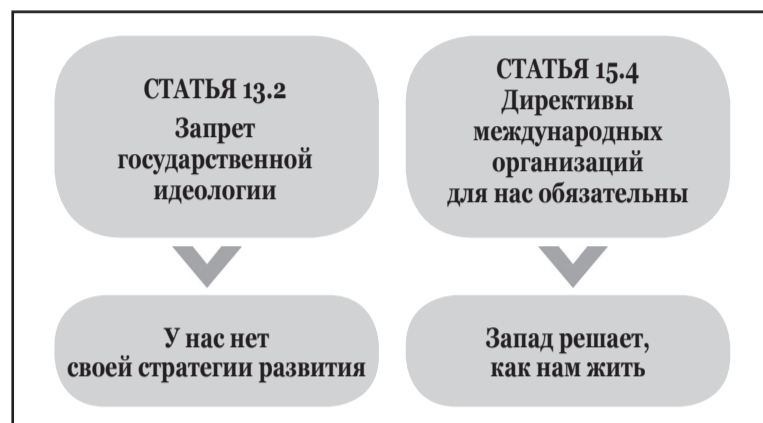 СТАТЬЯ 13.2
Запрет
государственной
идеологии
СТАТЬЯ 15.4
Директивы
международных
организаций
для нас обязательны
У нас нет
своей стратегии развития
Запад решает,
как нам жить